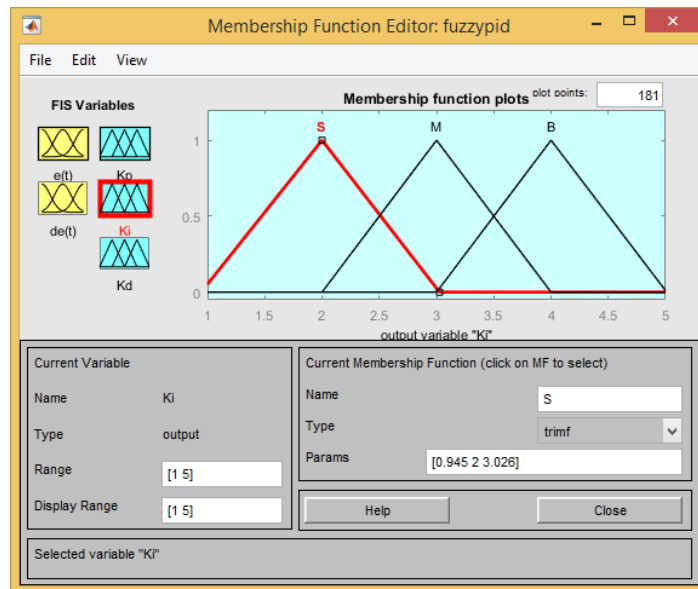 Membership Function Editor: fuzzypid
File Edit View
FIS Variables
e(t)
Kp
de(t)
Ki
Kd
Membership function plots
plot points:
181
S M B
1
0.5
0
1 1.5 2 2.5 3 3.5 4 4.5 5
output variable "Ki"
Current Variable
Name Ki
Type output
Range [1 5]
Display Range [1 5]
Current Membership Function (click on MF to select)
Name S
Type trimf
Params [0.945 2 3.026]
Help Close
Selected variable "Ki"